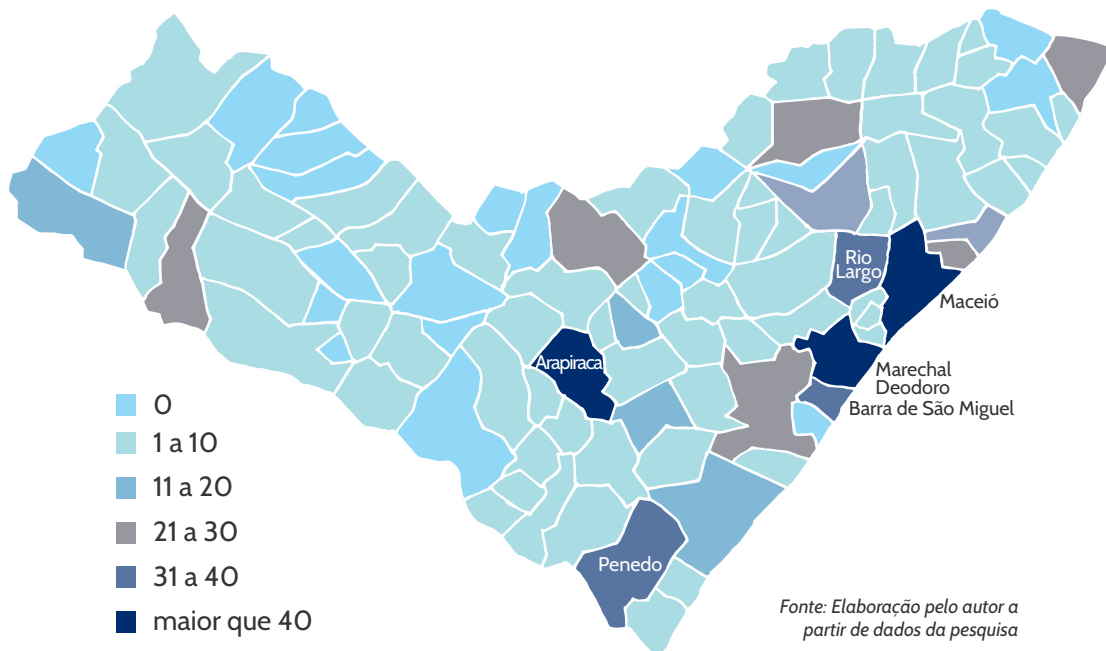 Rio
Largo
Maceió
Arapiraca
Marechal
Deodoro
Barra de São Miguel
0
1 a 10
11 a 20
21 a 30
31 a 40
maior que 40
Penedo
Fonte: Elaboração pelo autor a
partir de dados da pesquisa